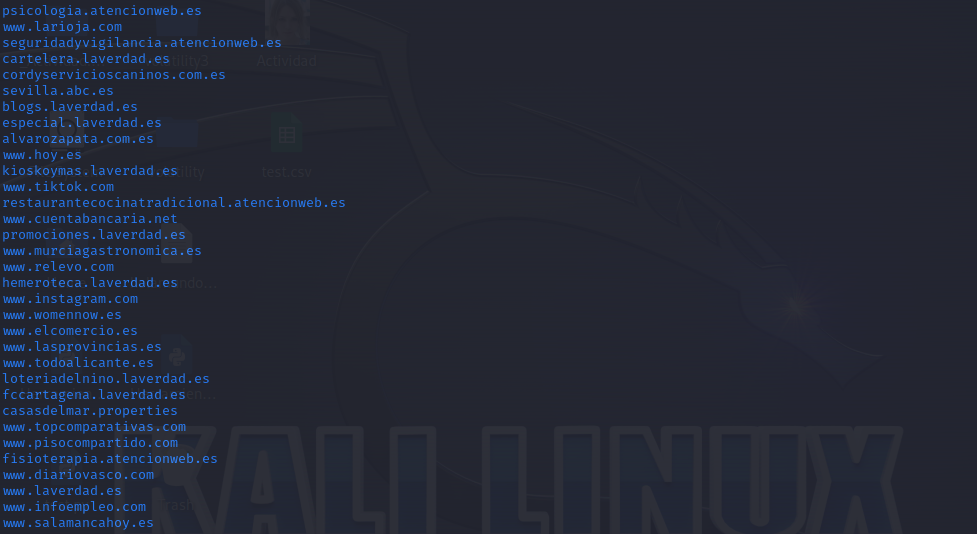 psicologia.atencionweb.es
www.larioja.com
seguridadyvigilancia.atencionweb.es
cartelera.laverdad.es
cordyservicioscaninos.com.es
sevilla.abc.es
blogs.laverdad.es
especial.laverdad.es
alvarozapata.com.es
www.hoy.es
kioskoymas.laverdad.es
www.tiktok.com
restaurantecocinatradicional.atencionweb.es
www.cuentabancaria.net
promociones.laverdad.es
www.murciagastronomica.es
www.relevo.com
hemeroteca.laverdad.es
www.instagram.com
www.womennow.es
www.elcomercio.es
www.lasprovincias.es
www.todoalicante.es
loteriadelnino.laverdad.es
fccartagena.laverdad.es
casasdelmar.properties
www.topcomparativas.com
www.pisocompartido.com
fisioterapia.atencionweb.es
www.diariovasco.com
www.laverdad.es
www.infoempleo.com
www.salamancahoy.es
Actividad
test.csv
KALI LINUX